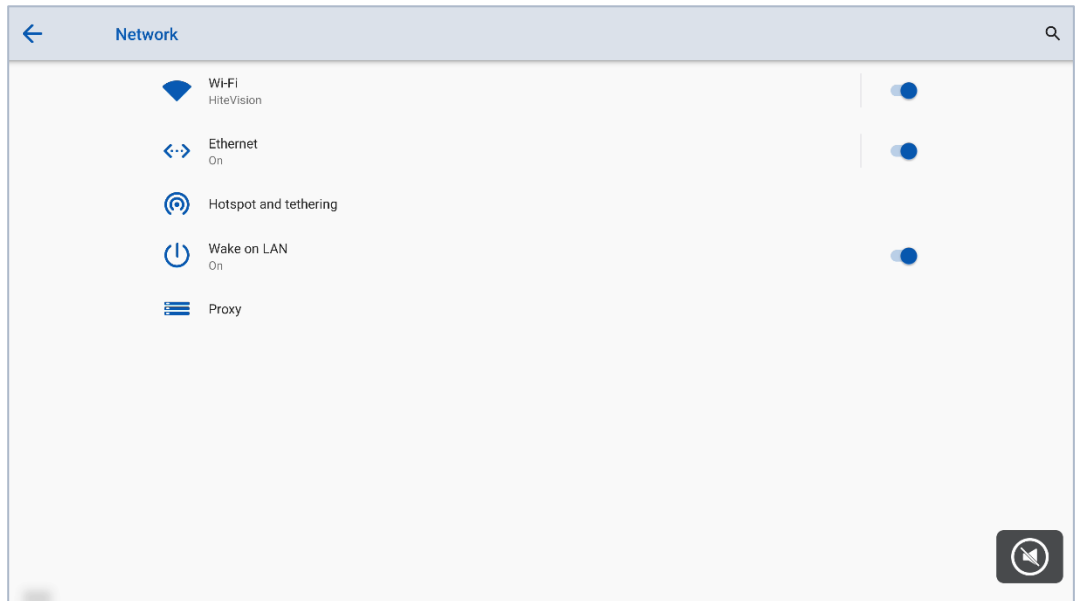 Network
Wi-Fi
HiteVision
Ethernet
On
Hotspot and tethering
Wake on LAN
On
Proxy